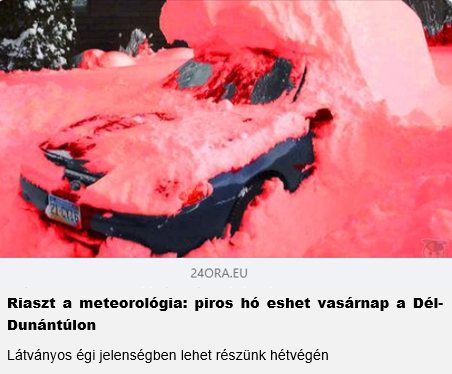 24ORA.EU
Riaszt a meteorológia: piros hó eshet vasárnap a Dél-
Dunántúlon
Látványos égi jelenségben lehet részünk hétvégén